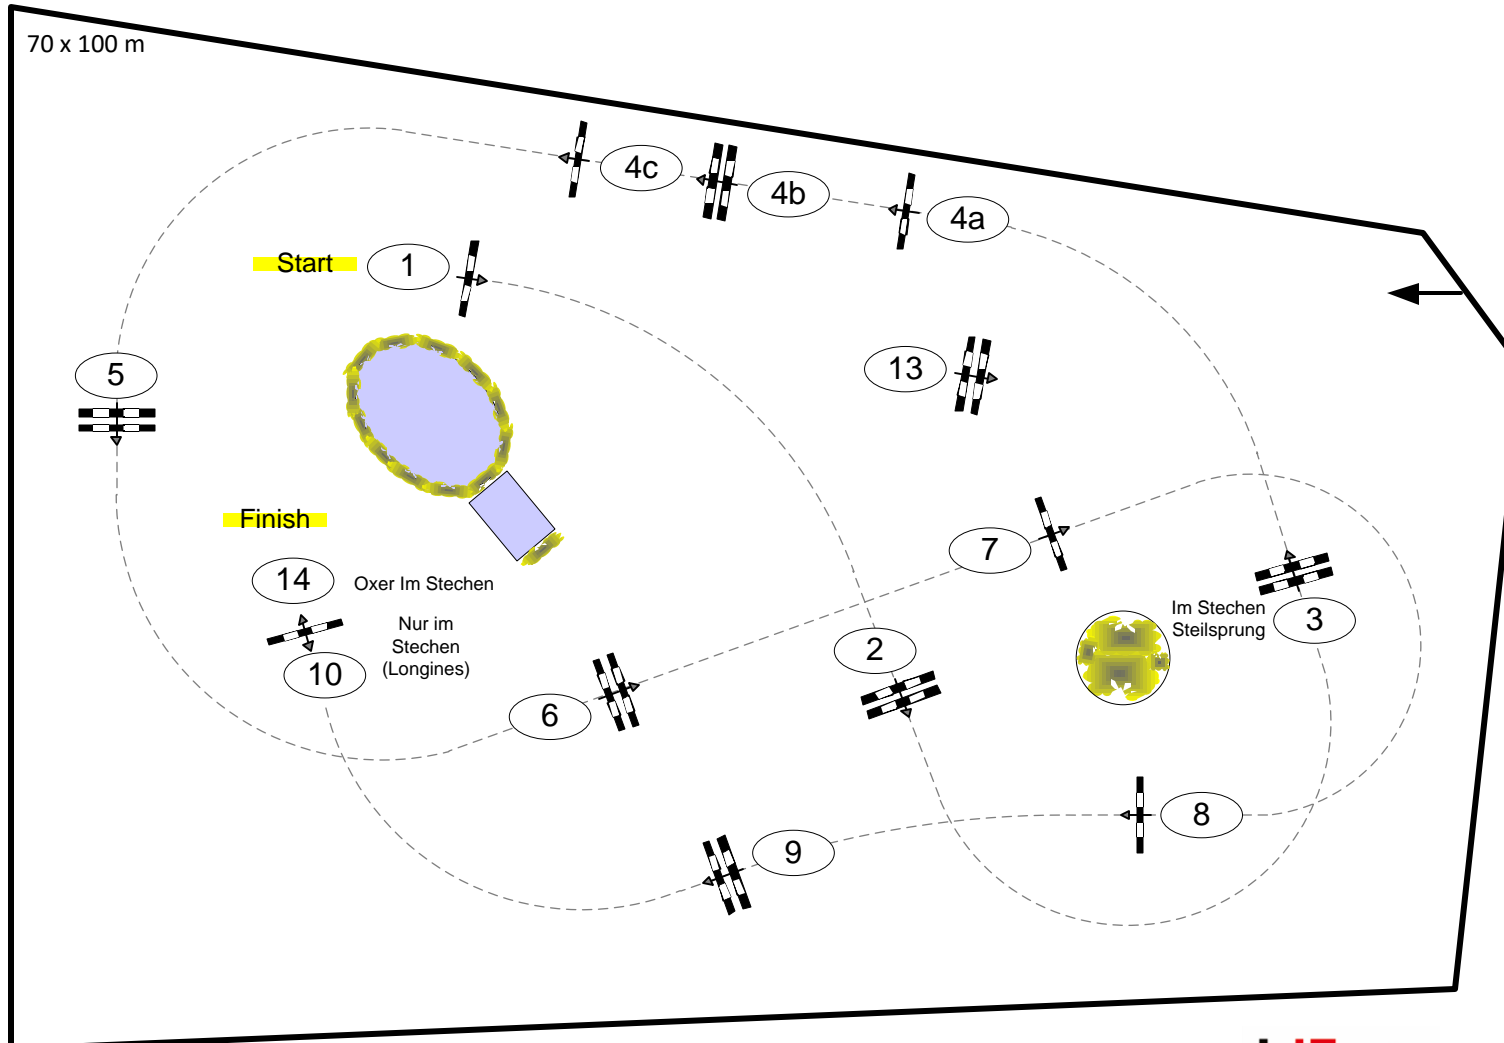 70 x 100 m
4c
4b
4a
Start
1
5
13
Finish
7
14
Oxer Im Stechen
Nur im
Stechen
(Longines)
10
Im Stechen
Steilsprung
3
2
6
8
9